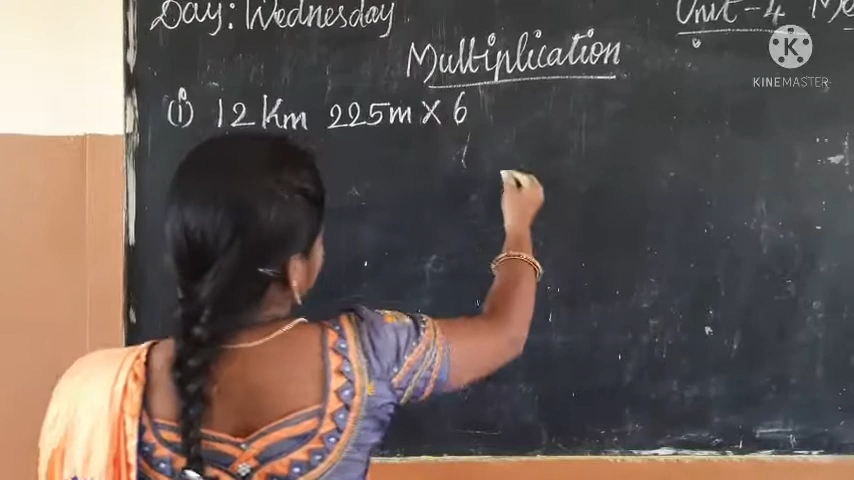 Day: Wednesday
Unit-4
Multiplication
(i) 12 Km 225m x 6
K
KINEMASTER